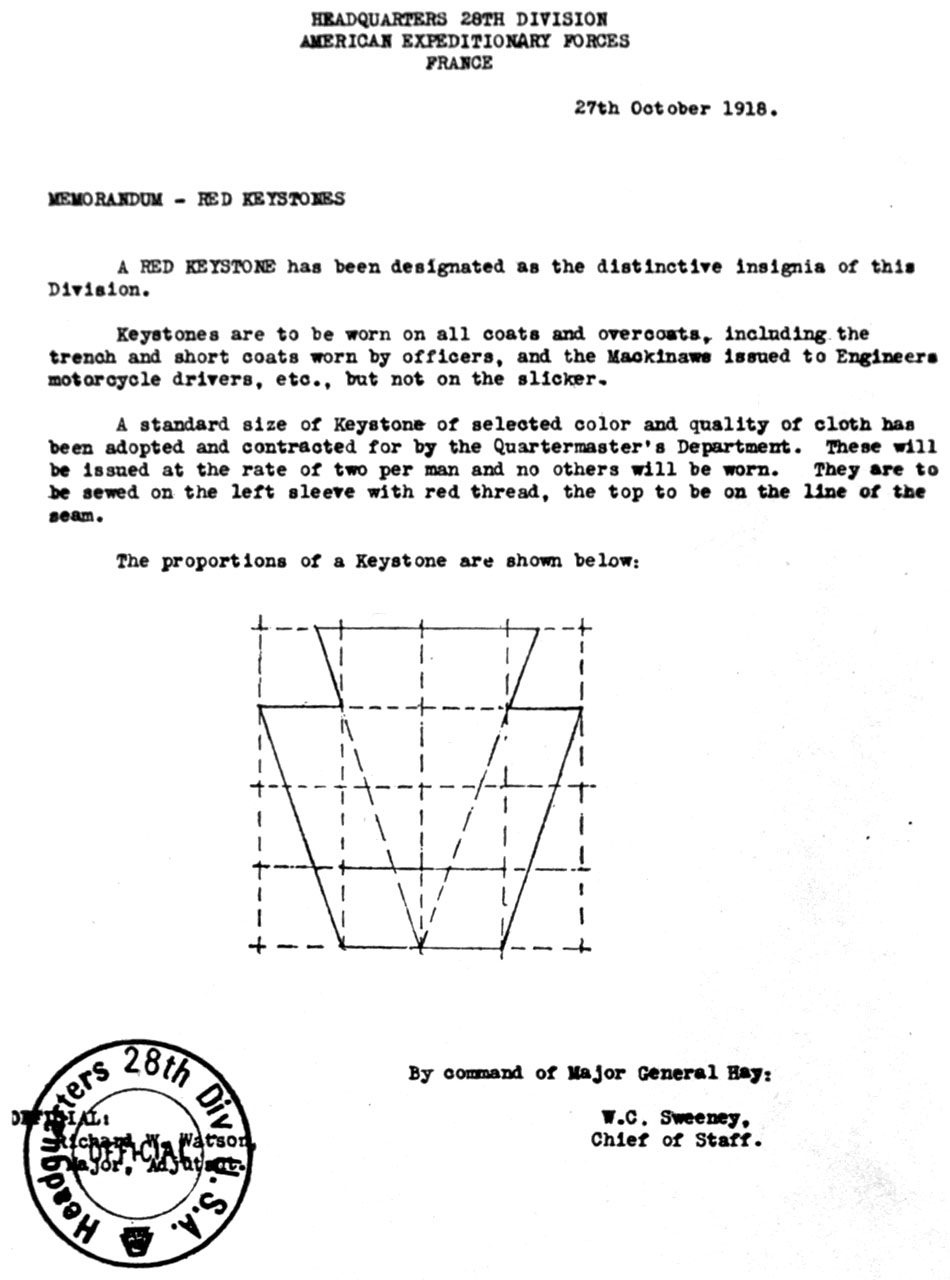 HEADQUARTERS 28TH DIVISION
AMERICAN EXPEDITIONARY FORCES
FRANCE
27th October 1918.
MEMORANDUM - RED KEYSTONES
A RED KEYSTONE has been designated as the distinctive insignia of this
Division.
Keystones are to be worn on all coats and overcoats, including the
trench and short coats worn by officers, and the Mackinaws issued to Engineers
motorcycle drivers, etc., but not on the slicker.
A standard size of Keystone of selected color and quality of cloth has
been adopted and contracted for by the Quartermaster's Department. These will
be issued at the rate of two per man and no others will be worn. They are to
be sewed on the left sleeve with red thread, the top to be on the line of the
seam.
The proportions of a Keystone are shown below:
By command of Major General Hay:
W.C. Sweeney,
Chief of Staff.
OFFICIAL:
Richard W. Watson,
Major, Adjutant.
Headquarters 28th Div. U.S.A.
OFFICIAL